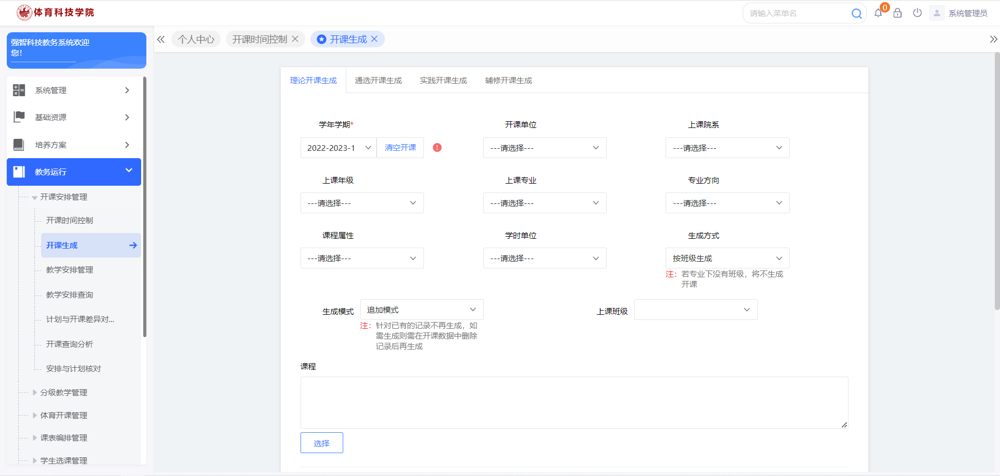 体育科技学院
请输入菜单名
0
系统管理员
强智科技教务系统欢迎
您!
个人中心
开课时间控制
开课生成
系统管理
基础资源
培养方案
教务运行
开课安排管理
开课时间控制
开课生成
教学安排管理
教学安排查询
计划与开课差异对...
开课查询分析
安排与计划核对
分级教学管理
体育开课管理
课表编排管理
学生选课管理
理论开课生成
通选开课生成
实践开课生成
辅修开课生成
学年学期*
开课单位
上课院系
2022-2023-1
清空开课
!
---请选择---
---请选择---
上课年级
上课专业
专业方向
---请选择---
---请选择---
---请选择---
课程属性
学时单位
生成方式
---请选择---
---请选择---
按班级生成
注：若专业下没有班级，将不生成
开课
生成模式
追加模式
上课班级
注：针对已有的记录不再生成，如
需生成则需在开课数据中删除
记录后再生成
课程
选择